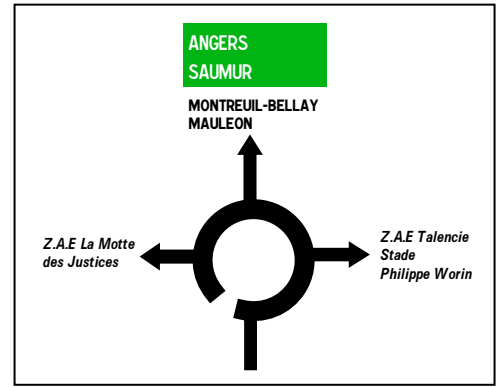 ANGERS
SAUMUR
MONTREUIL-BELLAY
MAULEON
Z.A.E La Motte
des Justices
Z.A.E Talencie
Stade
Philippe Worin